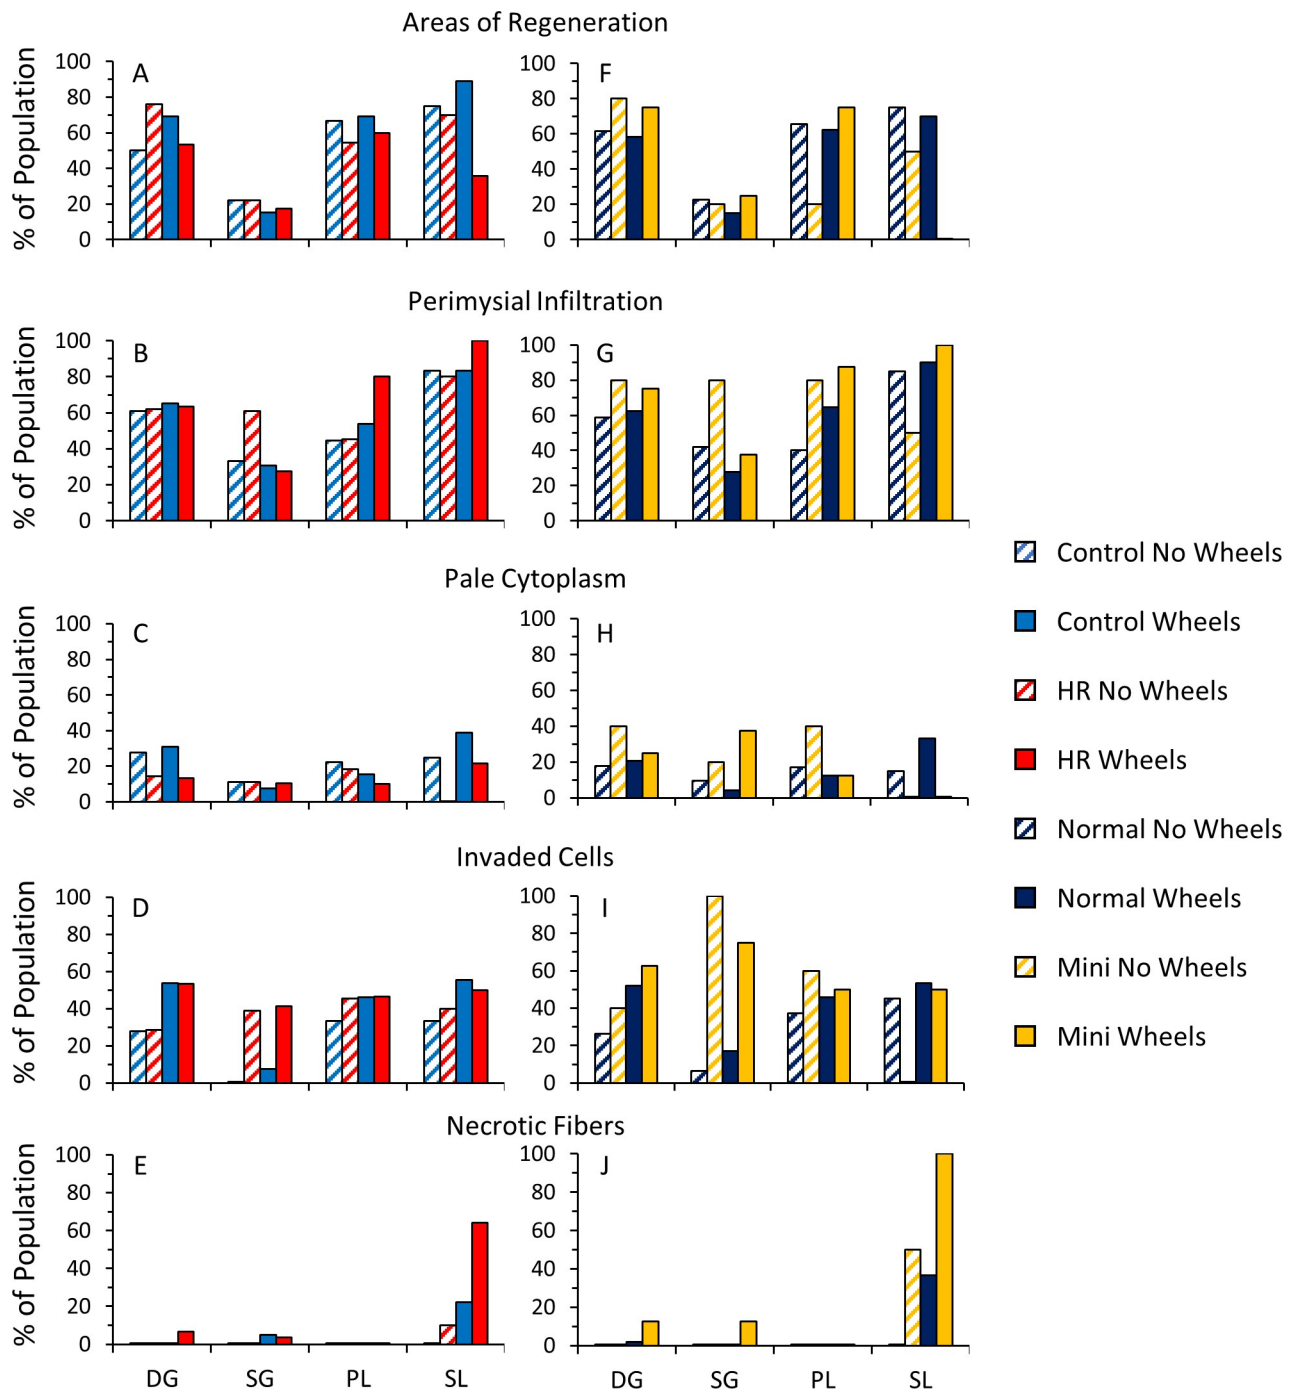 Areas of Regeneration
% of Population
100
80
60
40
20
0
A
100
80
60
40
20
0
F
Perimysial Infiltration
% of Population
100
80
60
40
20
0
B
100
80
60
40
20
0
G
Pale Cytoplasm
% of Population
100
80
60
40
20
0
C
100
80
60
40
20
0
H
Invaded Cells
% of Population
100
80
60
40
20
0
D
100
80
60
40
20
0
I
Necrotic Fibers
% of Population
100
80
60
40
20
0
E
DG SG PL SL
100
80
60
40
20
0
J
DG SG PL SL
Control No Wheels
Control Wheels
HR No Wheels
HR Wheels
Normal No Wheels
Normal Wheels
Mini No Wheels
Mini Wheels